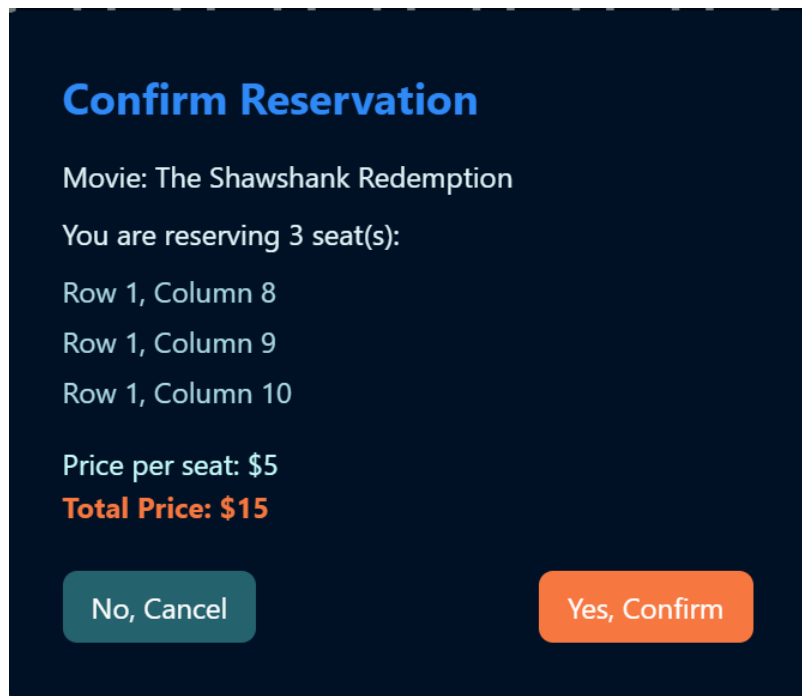 Confirm Reservation
Movie: The Shawshank Redemption
You are reserving 3 seat(s):
Row 1, Column 8
Row 1, Column 9
Row 1, Column 10
Price per seat: $5
Total Price: $15
No, Cancel
Yes, Confirm